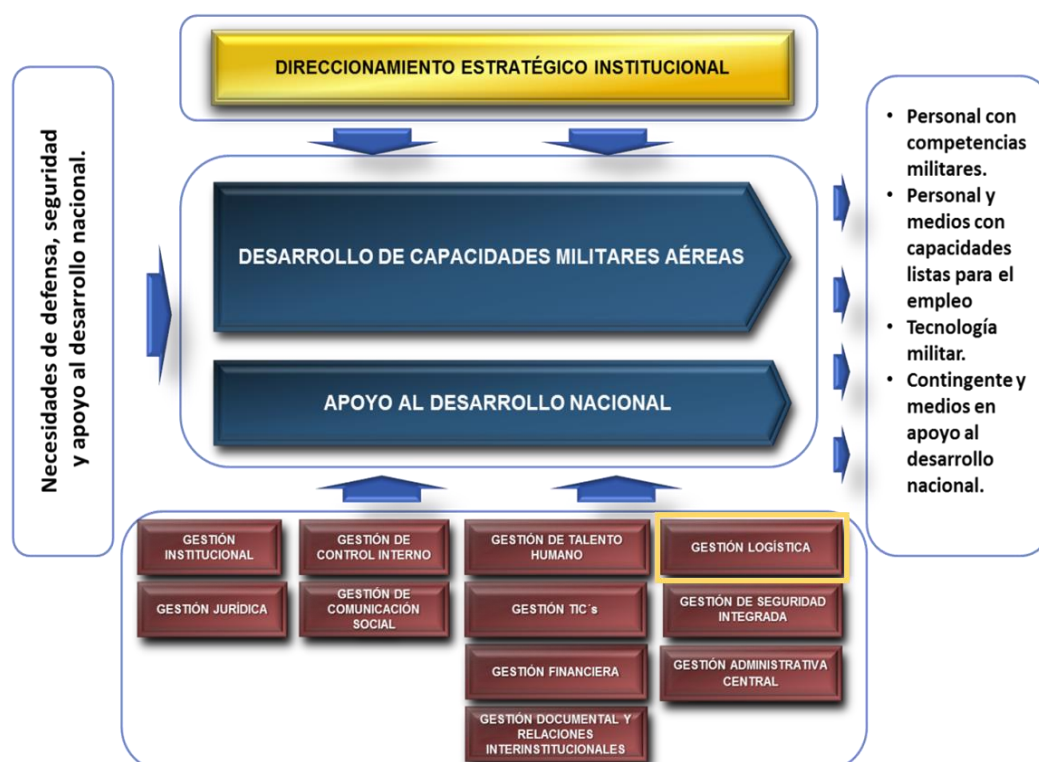 DIRECCIONAMIENTO ESTRATÉGICO INSTITUCIONAL
Necesidades de defensa, seguridad
y apoyo al desarrollo nacional.
DESARROLLO DE CAPACIDADES MILITARES AÉREAS
APOYO AL DESARROLLO NACIONAL
• Personal con
competencias
militares.
• Personal y
medios con
capacidades
listas para el
empleo
• Tecnología
militar.
• Contingente y
medios en
apoyo al
desarrollo
nacional.
GESTIÓN
INSTITUCIONAL
GESTIÓN DE
CONTROL INTERNO
GESTIÓN DE TALENTO
HUMANO
GESTIÓN LOGÍSTICA
GESTIÓN JURÍDICA
GESTIÓN DE
COMUNICACIÓN
SOCIAL
GESTIÓN TIC´s
GESTIÓN DE SEGURIDAD
INTEGRADA
GESTIÓN FINANCIERA
GESTIÓN ADMINISTRATIVA
CENTRAL
GESTIÓN DOCUMENTAL Y
RELACIONES
INTERINSTITUCIONALES